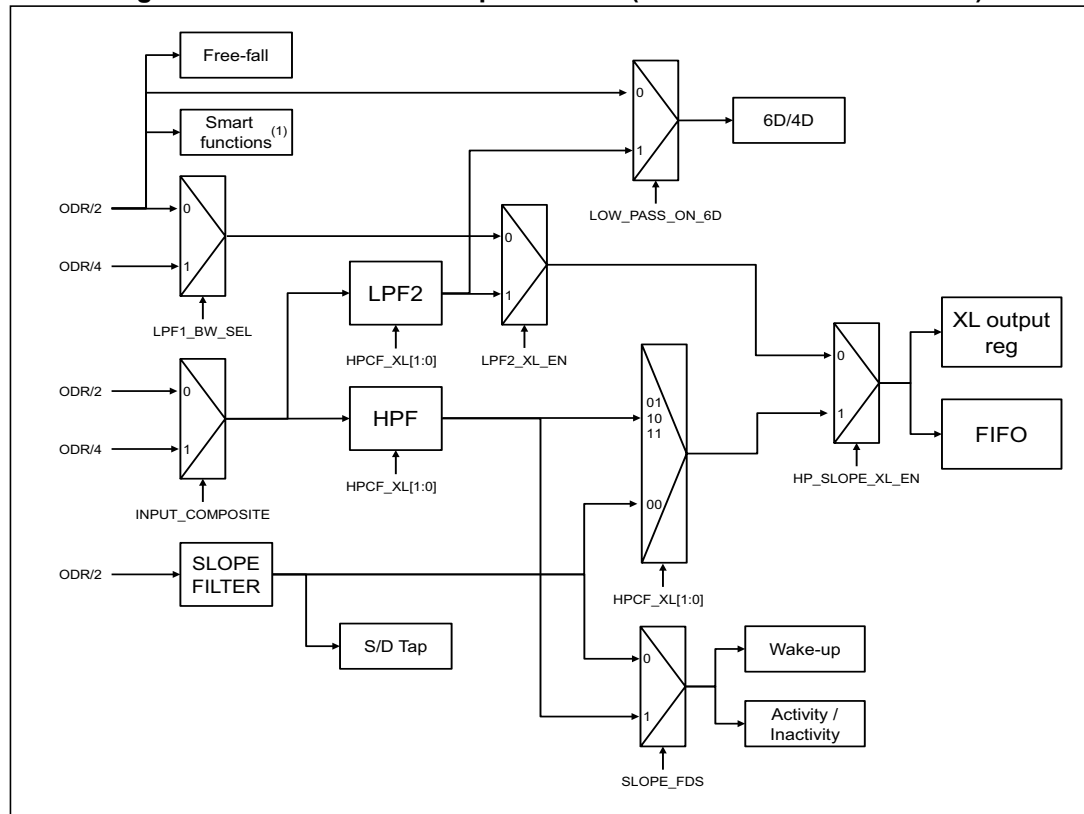 Free-fall
Smart
functions(1)
0
1
6D/4D
LOW_PASS_ON_6D
ODR/2
0
ODR/4
1
LPF1_BW_SEL
LPF2
HPCF_XL[1:0]
0
1
LPF2_XL_EN
ODR/2
0
ODR/4
1
INPUT_COMPOSITE
HPF
HPCF_XL[1:0]
01
10
11
00
HPCF_XL[1:0]
0
1
HP_SLOPE_XL_EN
XL output
reg
FIFO
ODR/2
SLOPE
FILTER
S/D Tap
0
1
SLOPE_FDS
Wake-up
Activity /
Inactivity